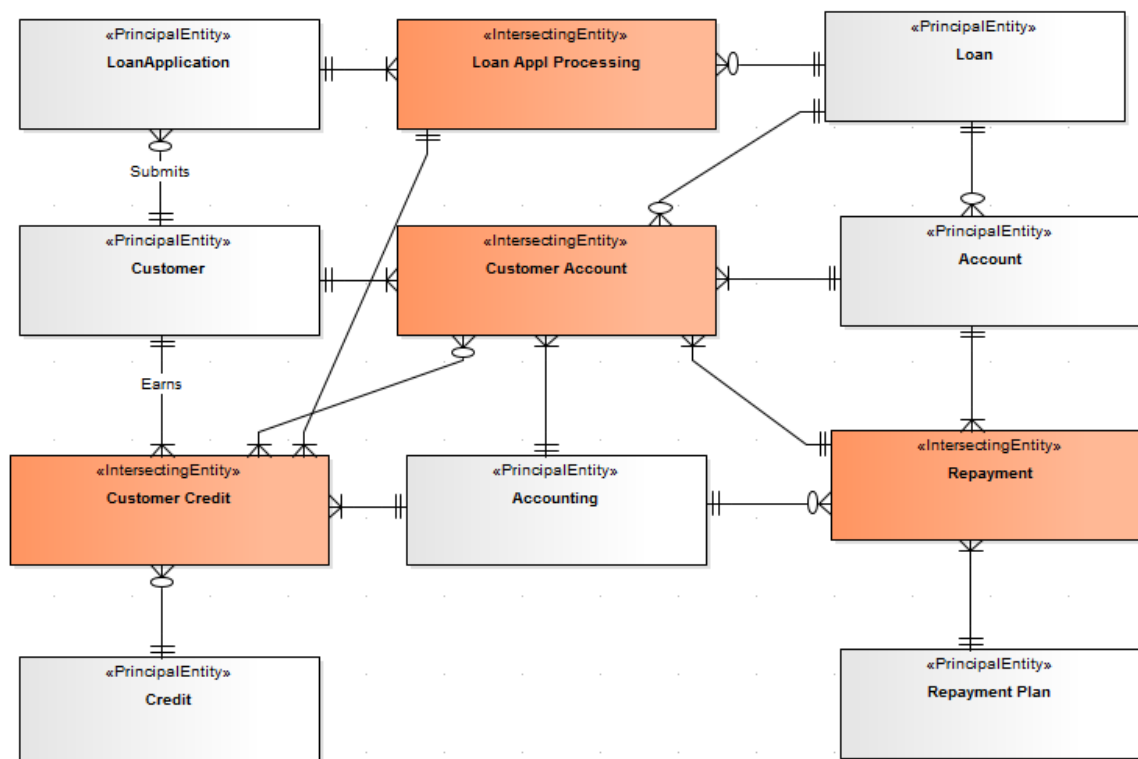 «PrincipalEntity»
LoanApplication
«IntersectingEntity»
Loan Appl Processing
«PrincipalEntity»
Loan
Submits
«PrincipalEntity»
Customer
«IntersectingEntity»
Customer Account
«PrincipalEntity»
Account
Earns
«IntersectingEntity»
Customer Credit
«PrincipalEntity»
Accounting
«IntersectingEntity»
Repayment
«PrincipalEntity»
Credit
«PrincipalEntity»
Repayment Plan